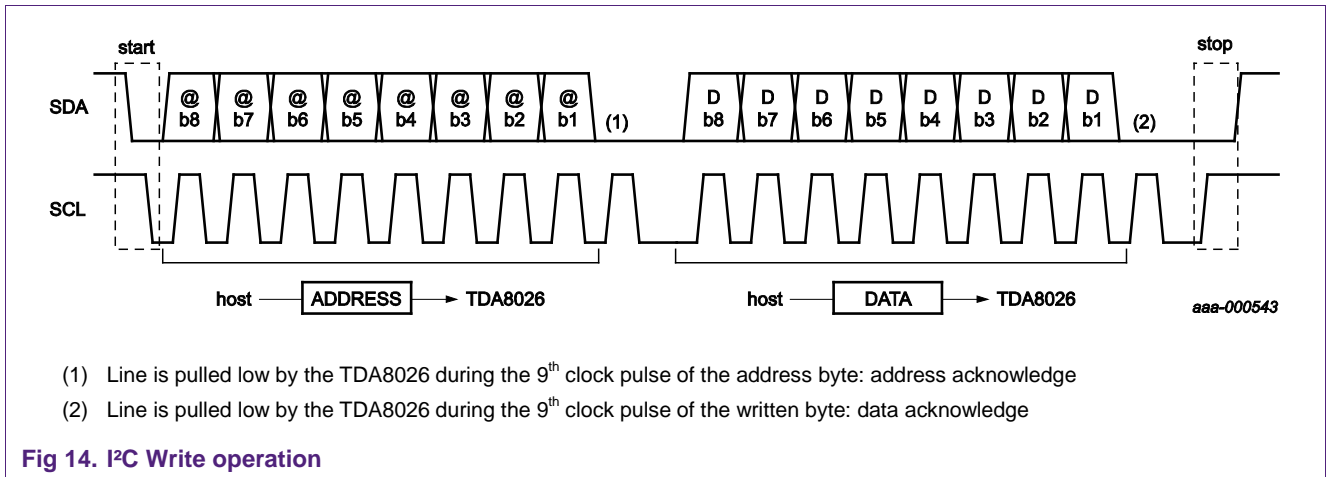 start
stop
SDA
@ @ @ @ @ @ @ @
b8 b7 b6 b5 b4 b3 b2 b1
(1)
D D D D D D D D
b8 b7 b6 b5 b4 b3 b2 b1
(2)
SCL
host ADDRESS TDA8026
host DATA TDA8026
aaa-000543
(1) Line is pulled low by the TDA8026 during the 9th clock pulse of the address byte: address acknowledge
(2) Line is pulled low by the TDA8026 during the 9th clock pulse of the written byte: data acknowledge
Fig 14. I²C Write operation